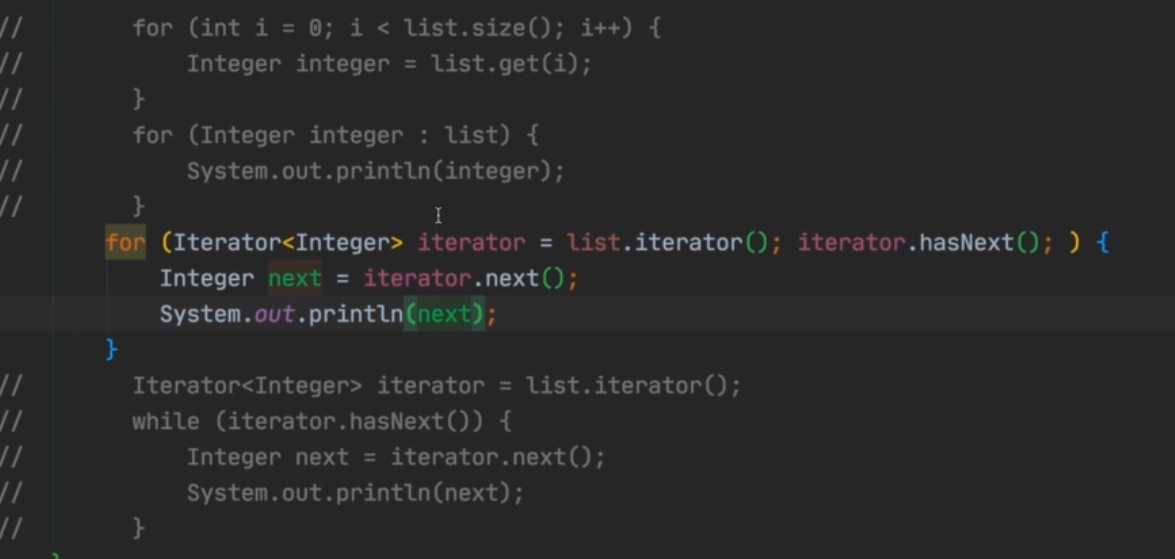 //        for (int i = 0; i < list.size(); i++) {
//            Integer integer = list.get(i);
//        }
//        for (Integer integer : list) {
//            System.out.println(integer);
//        }
        for (Iterator<Integer> iterator = list.iterator(); iterator.hasNext(); ) {
            Integer next = iterator.next();
            System.out.println(next);
        }
//        Iterator<Integer> iterator = list.iterator();
//        while (iterator.hasNext()) {
//            Integer next = iterator.next();
//            System.out.println(next);
//        }
    }